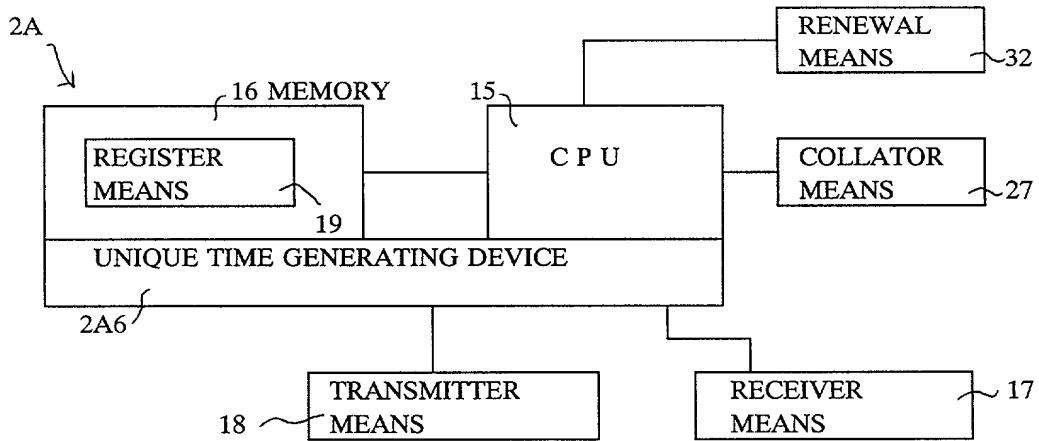 2A
RENEWAL
MEANS
32
16 MEMORY
15
REGISTER
MEANS
19
C P U
COLLATOR
MEANS
27
UNIQUE TIME GENERATING DEVICE
2A6
TRANSMITTER
MEANS
18
RECEIVER
MEANS
17